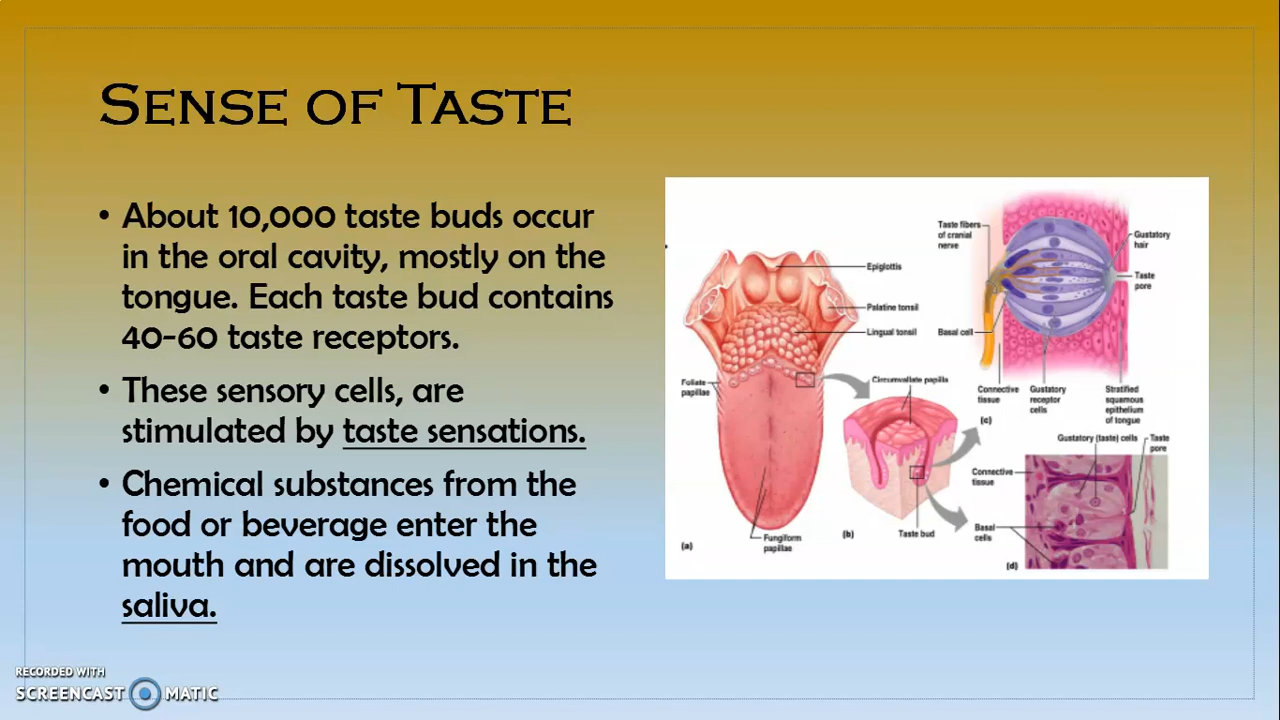 SENSE OF TASTE
• About 10,000 taste buds occur
in the oral cavity, mostly on the
tongue. Each taste bud contains
40-60 taste receptors.
• These sensory cells, are
stimulated by taste sensations.
• Chemical substances from the
food or beverage enter the
mouth and are dissolved in the
saliva.
Epiglottis
Palatine tonsil
Lingual tonsil
Foliate
papillae
Fungiform
papillae
(a)
Circumvallate papilla
Taste bud
(b)
Taste fibers
of cranial
nerve
Gustatory
hair
Taste
pore
Basal cell
Connective
tissue
Gustatory
receptor
cells
Stratified
squamous
epithelium
of tongue
(c)
Gustatory (taste) cells
Taste
pore
Connective
tissue
Basal
cells
(d)
RECORDED WITH
SCREENCAST MATIC